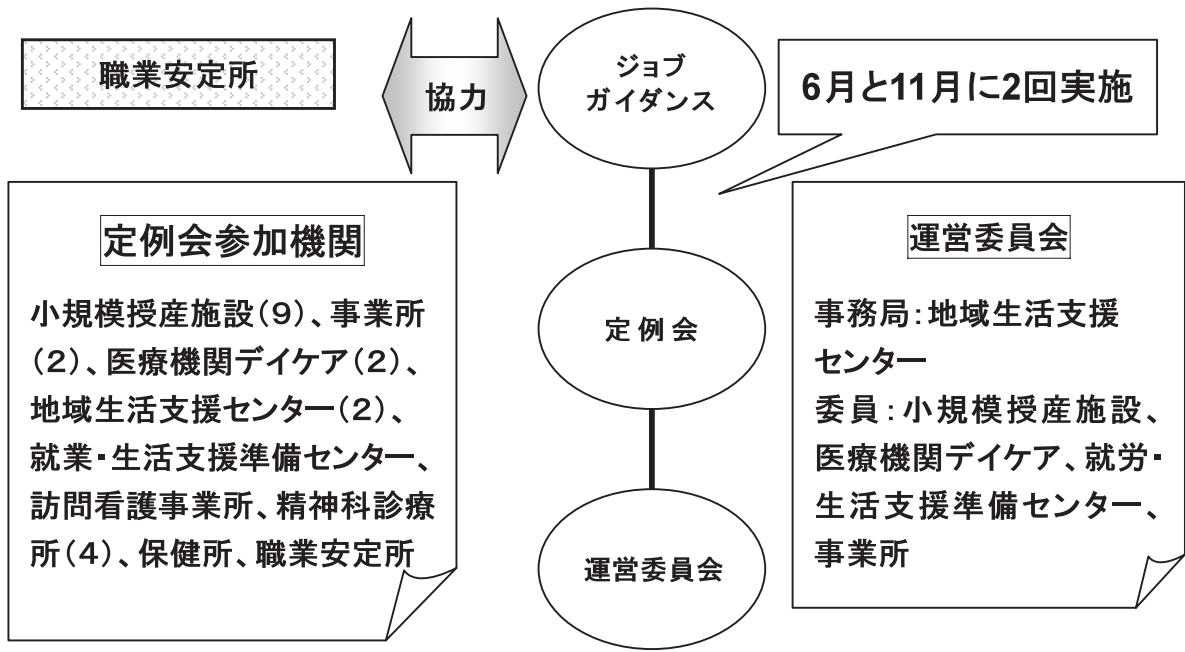 職業安定所
協力
ジョブ
ガイダンス
6月と11月に2回実施
定例会参加機関
小規模授産施設(9)、事業所
(2)、医療機関デイケア(2)、
地域生活支援センター(2)、
就業・生活支援準備センター、
訪問看護事業所、精神科診療
所(4)、保健所、職業安定所
定例会
運営委員会
運営委員会
事務局:地域生活支援
センター
委員:小規模授産施設、
医療機関デイケア、就労・
生活支援準備センター、
事業所